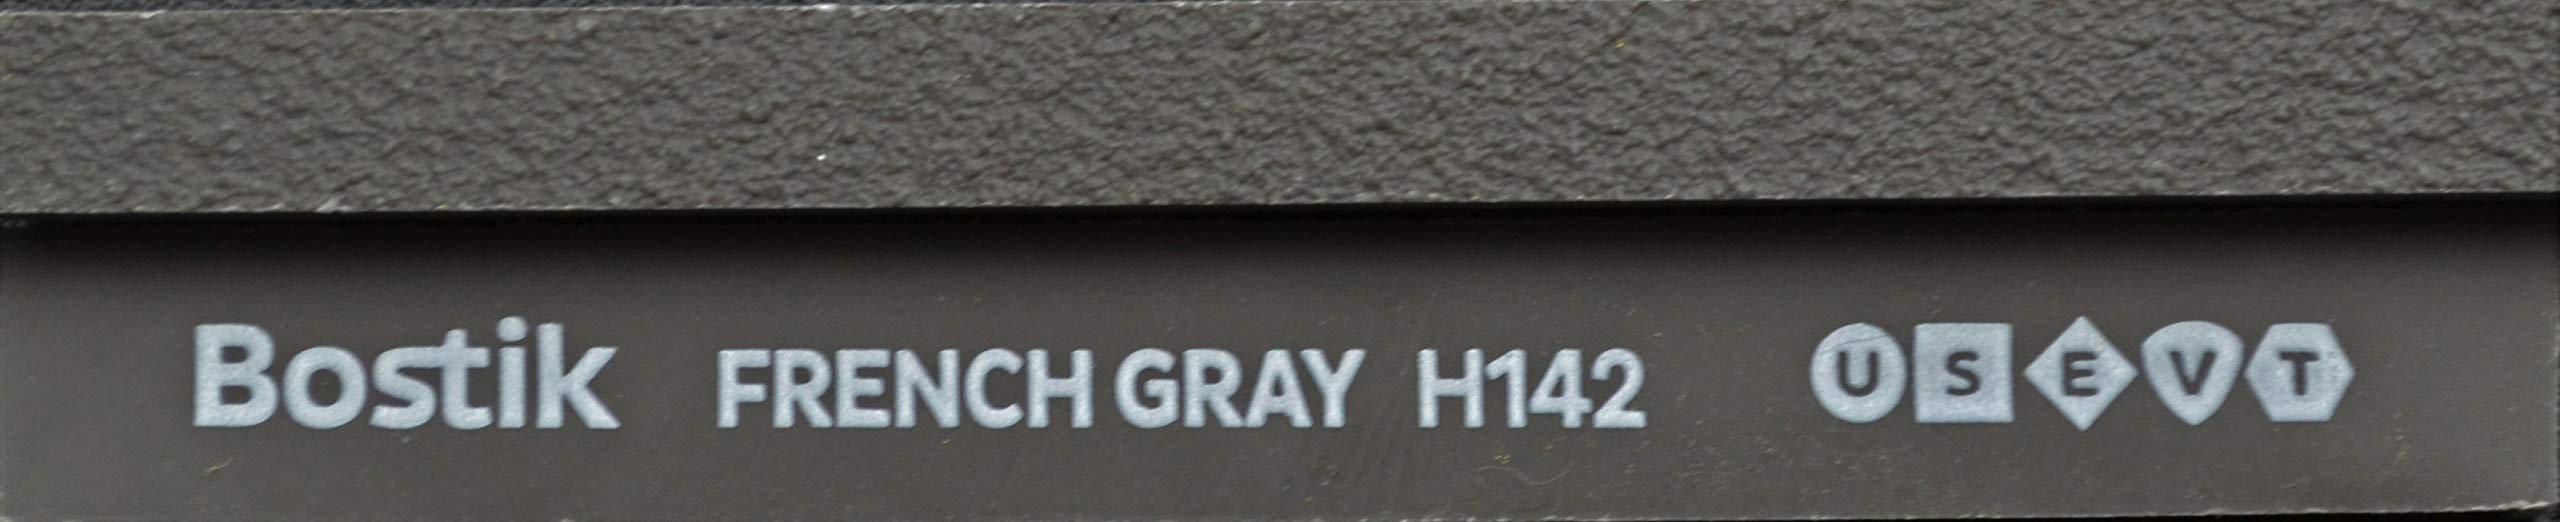 Bostik FRENCH GRAY H142 U S E V T